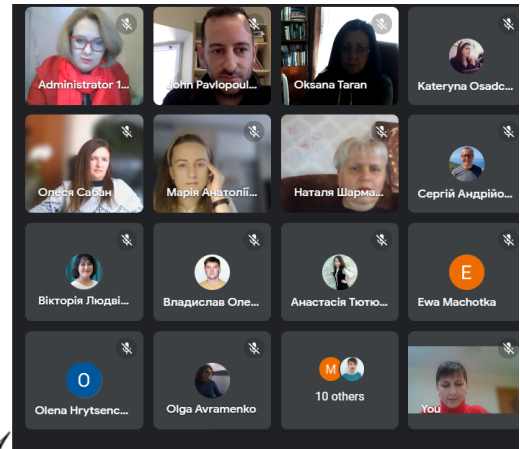 Administrator 1...
John Pavlopoul...
Oksana Taran
Kateryna Osadc...
Олеся Сабан
Марія Анатолії...
Наталя Шарма...
Сергій Андрійо...
Вікторія Людві...
Владислав Оле...
Анастасія Тютю...
E
Ewa Machotka
O
Olena Hrytsenc...
Olga Avramenko
M
10 others
You